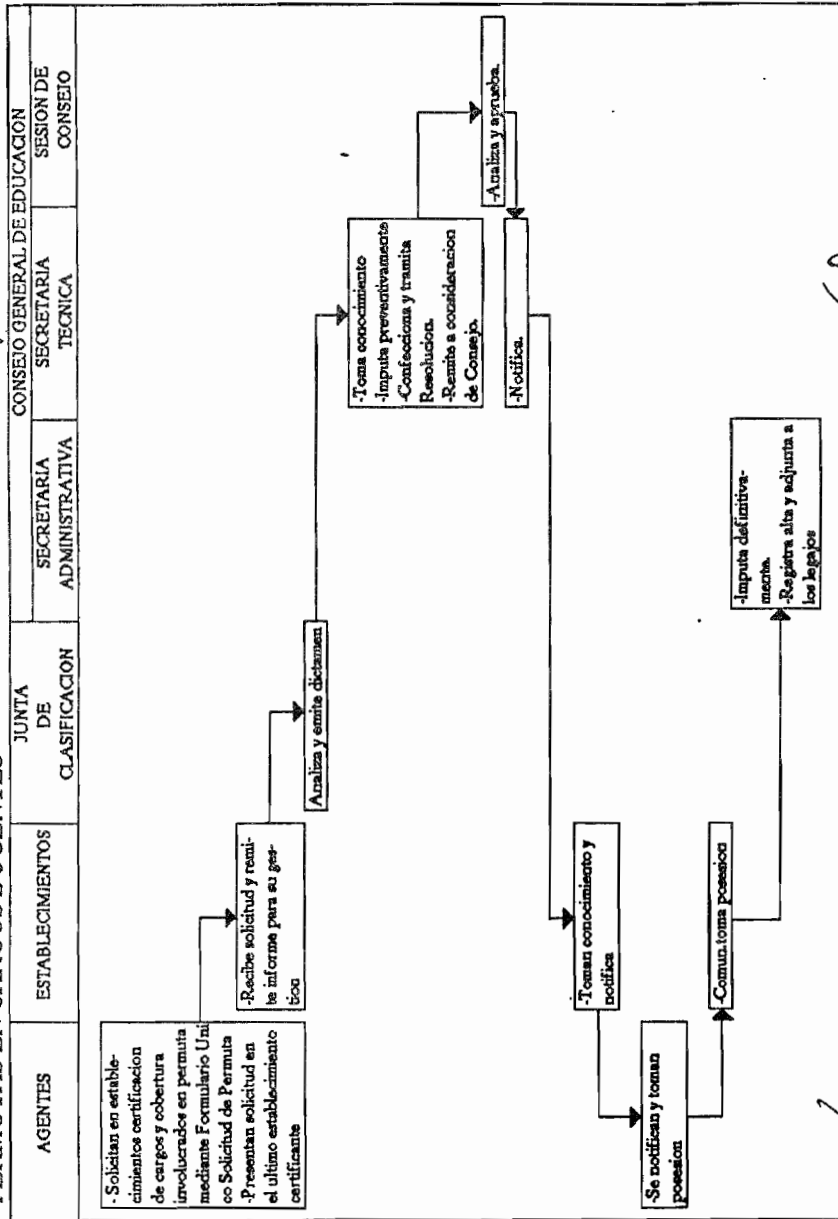 CONSEJO GENERAL DE EDUCACION
AGENTES
ESTABLECIMIENTOS
JUNTA
DE
CLASIFICACION
SECRETARIA
ADMINISTRATIVA
SECRETARIA
TECNICA
SESION DE
CONSEJO
- Solicitan en estable-
cimientos certificacion
de cargos y cobertura
involucrados en permuta
mediante Formulario Uni
co Solicitud de Permuta
-Presentan solicitud en
el ultimo establecimiento
certificante
-Recibe solicitud y remi-
te informe para su ges-
tion
Analiza y emite dictamen
-Toma conocimiento
-Imputa preventivamente
-Confecciona y tramita
Resolucion.
-Remite a consideracion
de Consejo.
-Analiza y aprueba.
-Notifica.
-Toman conocimiento y
notifica
-Se notifican y toman
posesion
-Comun.toma posesion
-Imputa definitiva-
mente.
-Registra alta y adjunta a
los legajos